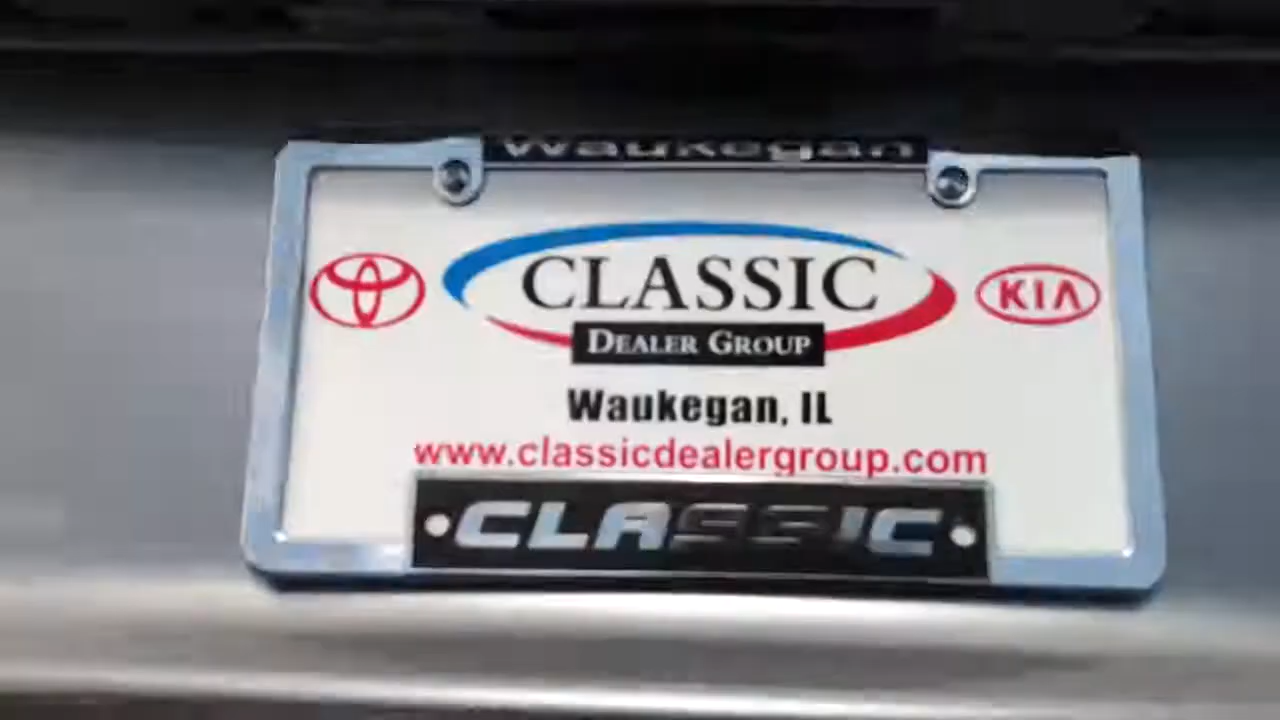 Waukegan
CLASSIC
KIA
DEALER GROUP
Waukegan, IL
www.classicdealergroup.com
CLASSIC